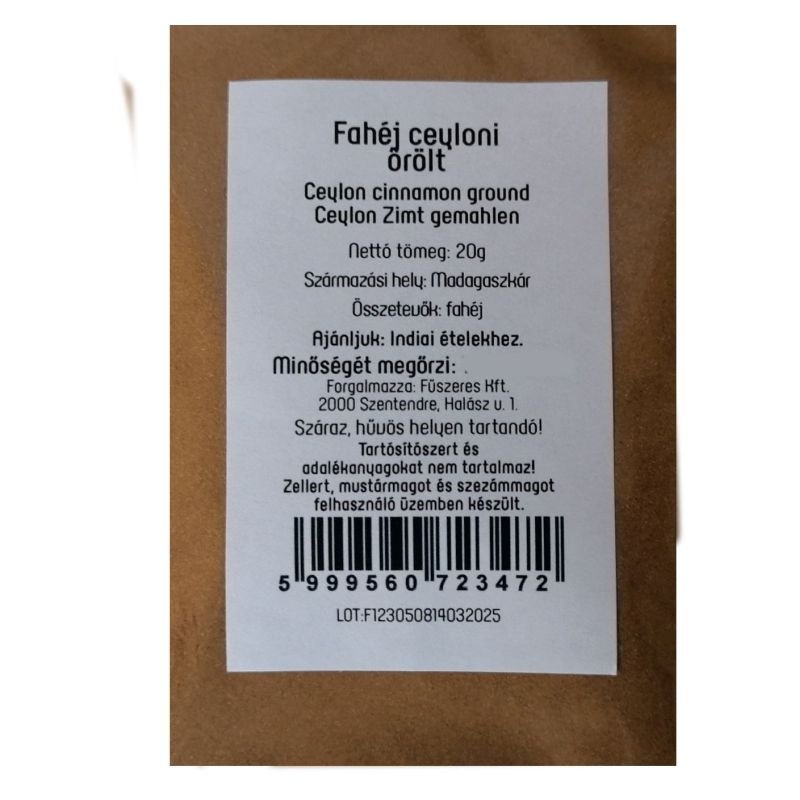 Fahéj ceyloni
őrölt
Ceylon cinnamon ground
Ceylon Zimt gemahlen
Nettó tömeg: 20g
Származási hely: Madagaszkár
Összetevők: fahéj
Ajánljuk: Indiai ételekhez.
Minőségét megőrzi: .
Forgalmazza: Fűszeres Kft.
2000 Szentendre, Halász u. 1.
Száraz, hűvös helyen tartandó!
Tartósítószert és
adalékanyagokat nem tartalmaz!
Zellert, mustármagot és szezámmagot
felhasználó üzemben készült.
5 999560 723472
LOT:F123050814032025